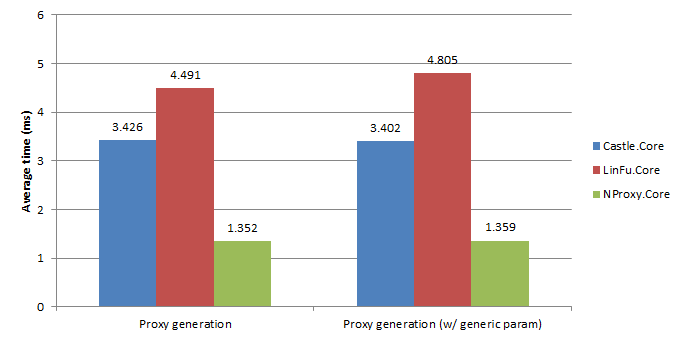 6
5
4
3
2
1
0
Average time (ms)
3.426
4.491
1.352
3.402
4.805
1.359
Proxy generation
Proxy generation (w/ generic param)
Castle.Core
LinFu.Core
NProxy.Core